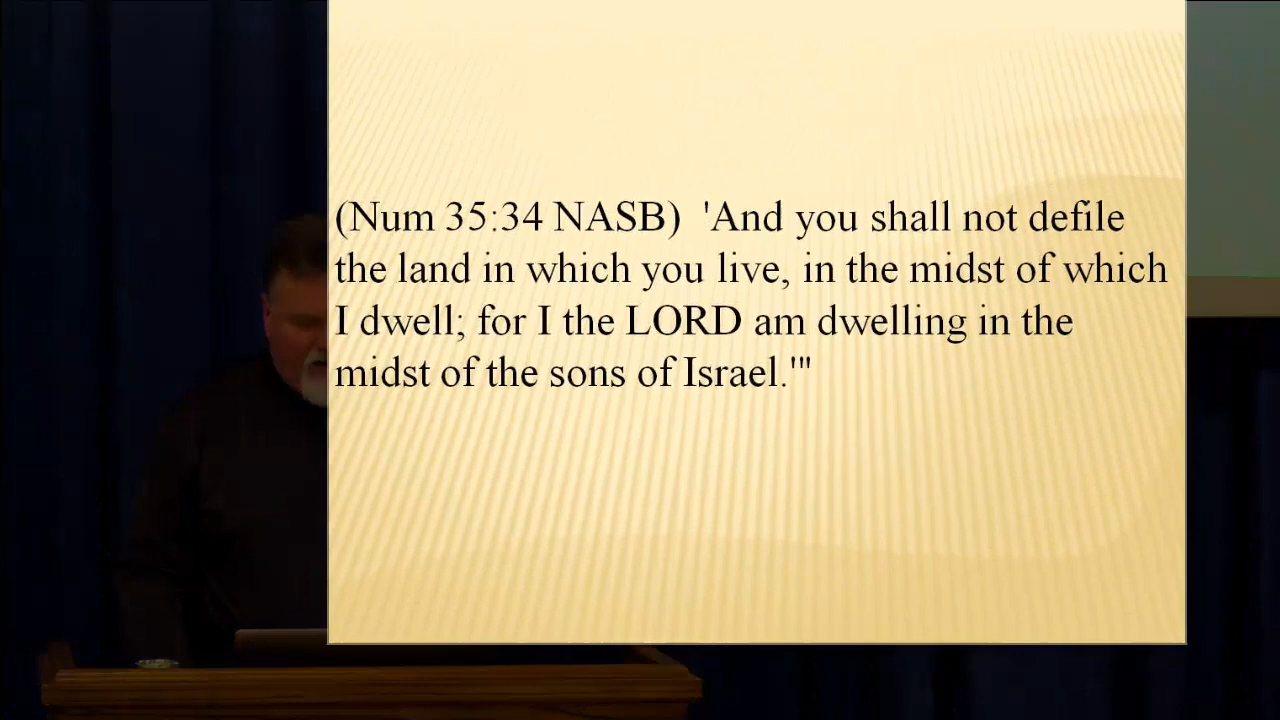 (Num 35:34 NASB)  'And you shall not defile
the land in which you live, in the midst of which
I dwell; for I the LORD am dwelling in the
midst of the sons of Israel.'"